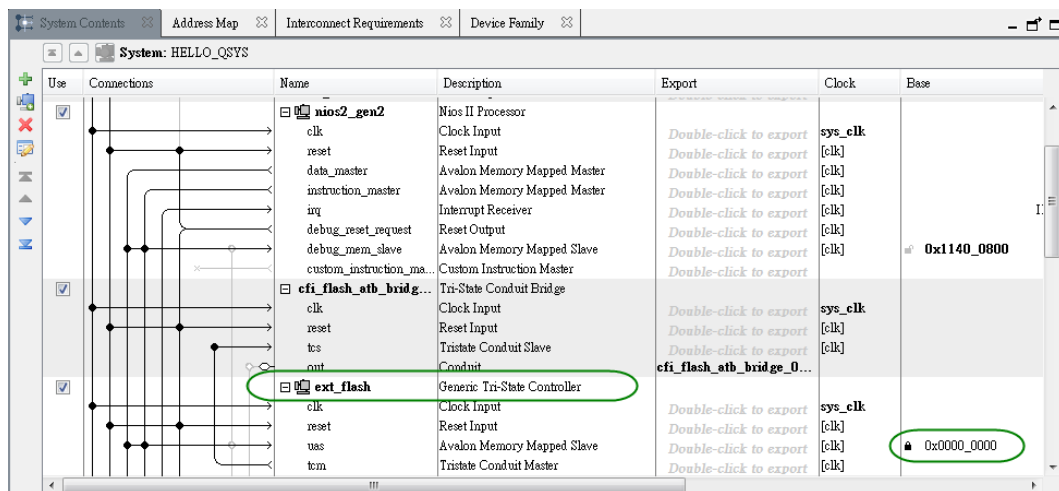 System Contents Address Map Interconnect Requirements Device Family
System: HELLO_QSYS
Use Connections Name Description Export Clock Base
nios2_gen2 Nios II Processor
clk Clock Input Double-click to export sys_clk
reset Reset Input Double-click to export [clk]
data_master Avalon Memory Mapped Master Double-click to export [clk]
instruction_master Avalon Memory Mapped Master Double-click to export [clk]
irq Interrupt Receiver Double-click to export [clk]
debug_reset_request Reset Output Double-click to export [clk]
debug_mem_slave Avalon Memory Mapped Slave Double-click to export [clk] 0x1140_0800
custom_instruction_ma... Custom Instruction Master Double-click to export
cfi_flash_atb_bridg... Tri-State Conduit Bridge
clk Clock Input Double-click to export sys_clk
reset Reset Input Double-click to export [clk]
tcs Tristate Conduit Slave Double-click to export [clk]
out Conduit cfi_flash_atb_bridge_0...
ext_flash Generic Tri-State Controller
clk Clock Input Double-click to export sys_clk
reset Reset Input Double-click to export [clk]
uas Avalon Memory Mapped Slave Double-click to export [clk] 0x0000_0000
tcm Tristate Conduit Master Double-click to export [clk]